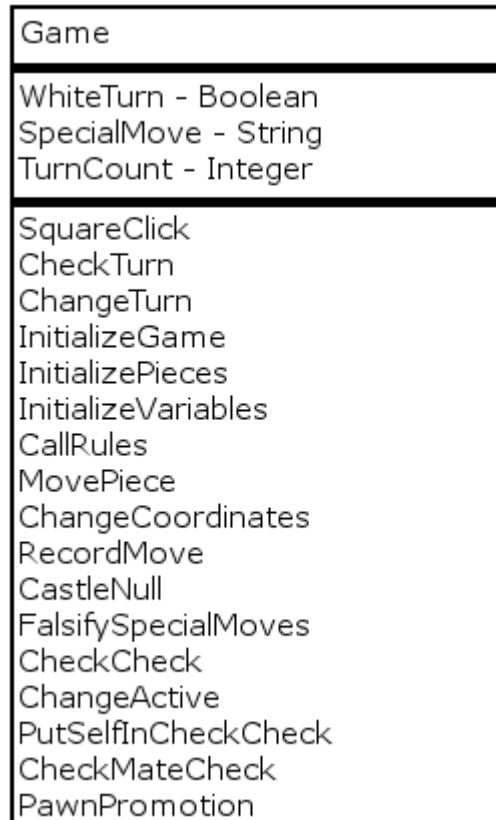 Game
WhiteTurn - Boolean
SpecialMove - String
TurnCount - Integer
SquareClick
CheckTurn
ChangeTurn
InitializeGame
InitializePieces
InitializeVariables
CallRules
MovePiece
ChangeCoordinates
RecordMove
CastleNull
FalsifySpecialMoves
CheckCheck
ChangeActive
PutSelfInCheckCheck
CheckMateCheck
PawnPromotion